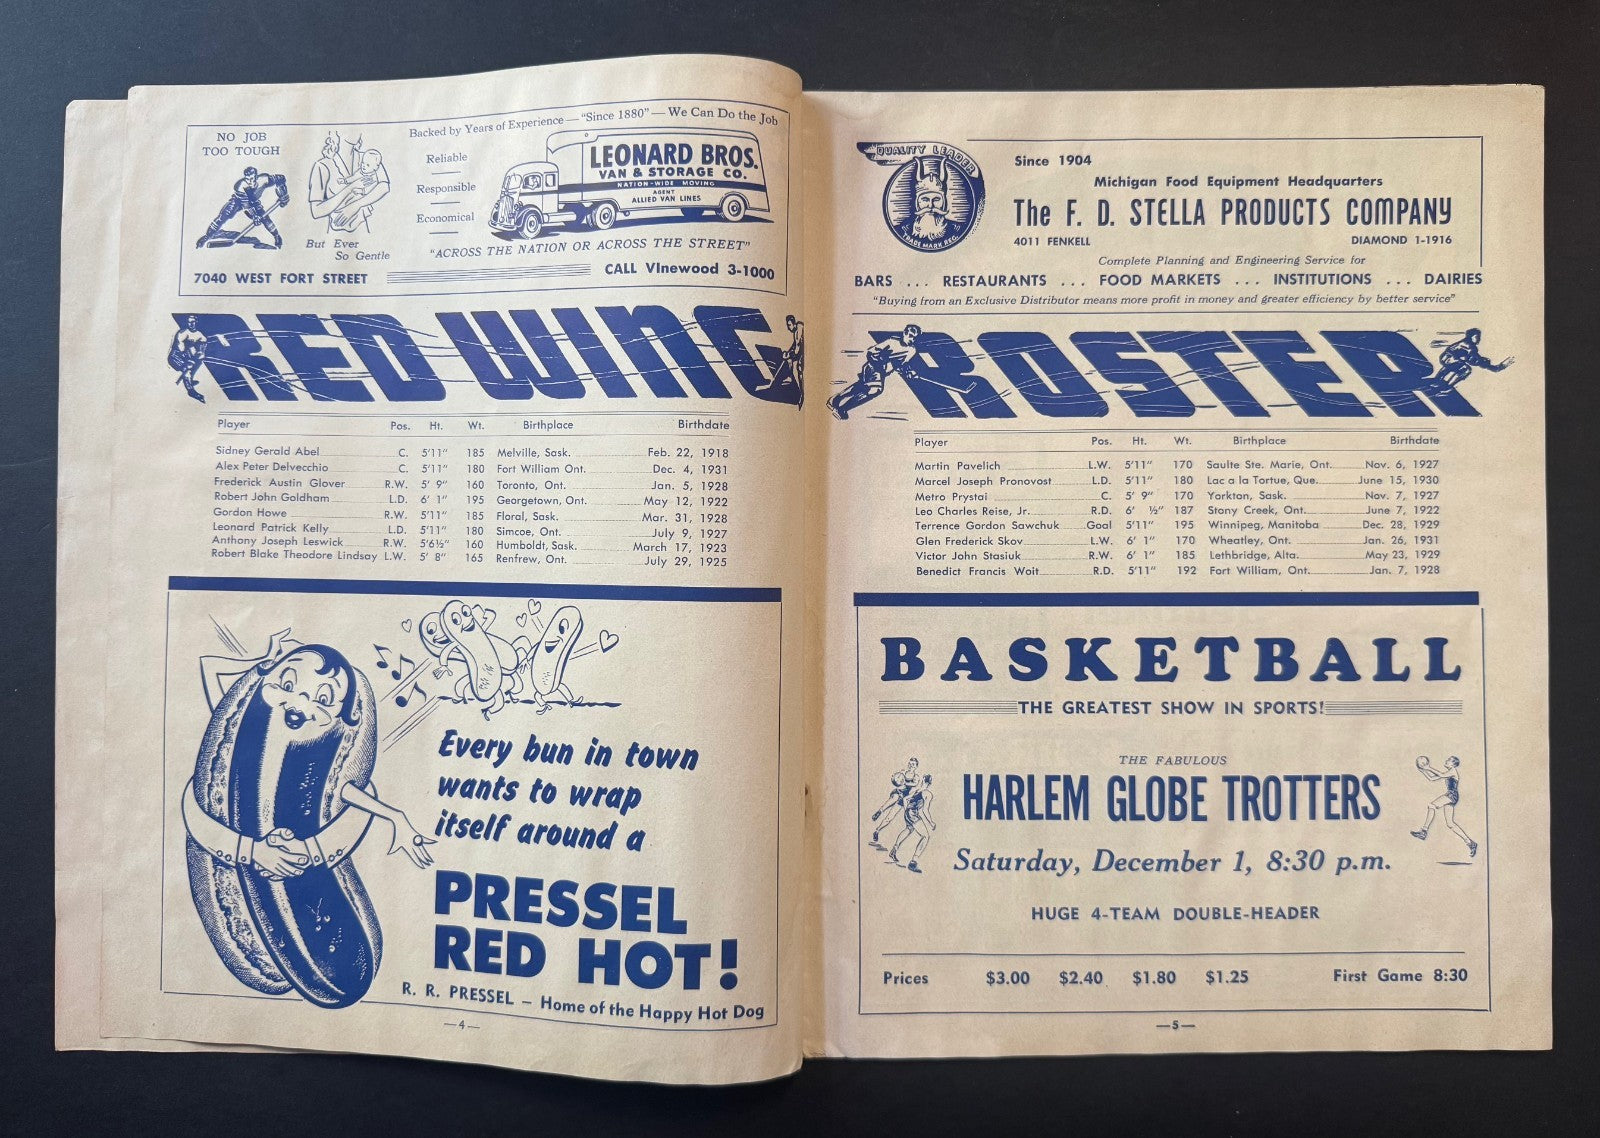 NO JOB
TOO TOUGH
But Ever
So Gentle
Backed by Years of Experience — "Since 1880" — We Can Do the Job
Reliable
Responsible
Economical
LEONARD BROS.
VAN & STORAGE CO.
NATION-WIDE MOVING
AGENT
ALLIED VAN LINES
"ACROSS THE NATION OR ACROSS THE STREET"
7040 WEST FORT STREET CALL VInewood 3-1000
RED WING
Player Pos. Ht. Wt. Birthplace Birthdate
Sidney Gerald Abel C. 5'11" 185 Melville, Sask. Feb. 22, 1918
Alex Peter Delvecchio C. 5'11" 180 Fort William Ont. Dec. 4, 1931
Frederick Austin Glover R.W. 5' 9" 160 Toronto, Ont. Jan. 5, 1928
Robert John Goldham L.D. 6' 1" 195 Georgetown, Ont. May 12, 1922
Gordon Howe R.W. 5'11" 185 Floral, Sask. Mar. 31, 1928
Leonard Patrick Kelly L.D. 5'11" 180 Simcoe, Ont. July 9, 1927
Anthony Joseph Leswick R.W. 5'6½" 160 Humboldt, Sask. March 17, 1923
Robert Blake Theodore Lindsay L.W. 5' 8" 165 Renfrew, Ont. July 29, 1925
Every bun in town
wants to wrap
itself around a
PRESSEL
RED HOT!
R. R. PRESSEL – Home of the Happy Hot Dog
—4—
QUALITY LEADER
TRADE MARK REG.
Since 1904
Michigan Food Equipment Headquarters
The F. D. STELLA PRODUCTS COMPANY
4011 FENKELL DIAMOND 1-1916
Complete Planning and Engineering Service for
BARS ... RESTAURANTS ... FOOD MARKETS ... INSTITUTIONS ... DAIRIES
"Buying from an Exclusive Distributor means more profit in money and greater efficiency by better service"
ROSTER
Player Pos. Ht. Wt. Birthplace Birthdate
Martin Pavelich L.W. 5'11" 170 Saulte Ste. Marie, Ont. Nov. 6, 1927
Marcel Joseph Pronovost L.D. 5'11" 180 Lac a la Tortue, Que. June 15, 1930
Metro Prystai C. 5' 9" 170 Yorkton, Sask. Nov. 7, 1927
Leo Charles Reise, Jr. R.D. 6' ½" 187 Stony Creek, Ont. June 7, 1922
Terrence Gordon Sawchuk Goal 5'11" 195 Winnipeg, Manitoba Dec. 28, 1929
Glen Frederick Skov L.W. 6' 1" 170 Wheatley, Ont. Jan. 26, 1931
Victor John Stasiuk R.W. 6' 1" 185 Lethbridge, Alta. May 23, 1929
Benedict Francis Woit R.D. 5'11" 192 Fort William, Ont. Jan. 7, 1928
BASKETBALL
THE GREATEST SHOW IN SPORTS!
THE FABULOUS
HARLEM GLOBE TROTTERS
Saturday, December 1, 8:30 p.m.
HUGE 4-TEAM DOUBLE-HEADER
Prices $3.00 $2.40 $1.80 $1.25 First Game 8:30
—5—